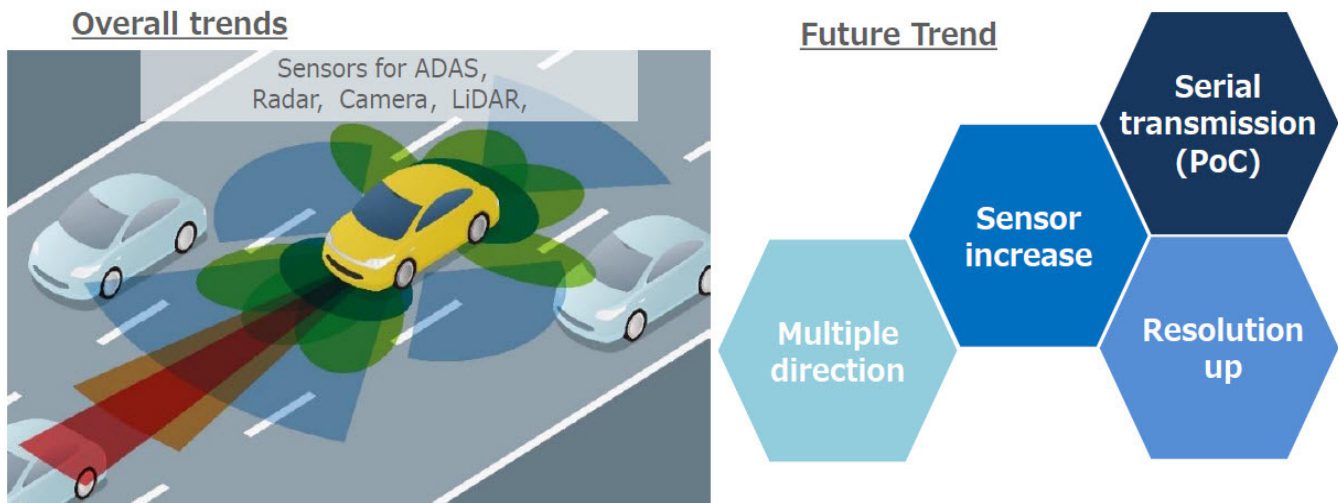 Overall trends
Sensors for ADAS,
Radar, Camera, LiDAR,
Future Trend
Serial
transmission
(PoC)
Sensor
increase
Multiple
direction
Resolution
up